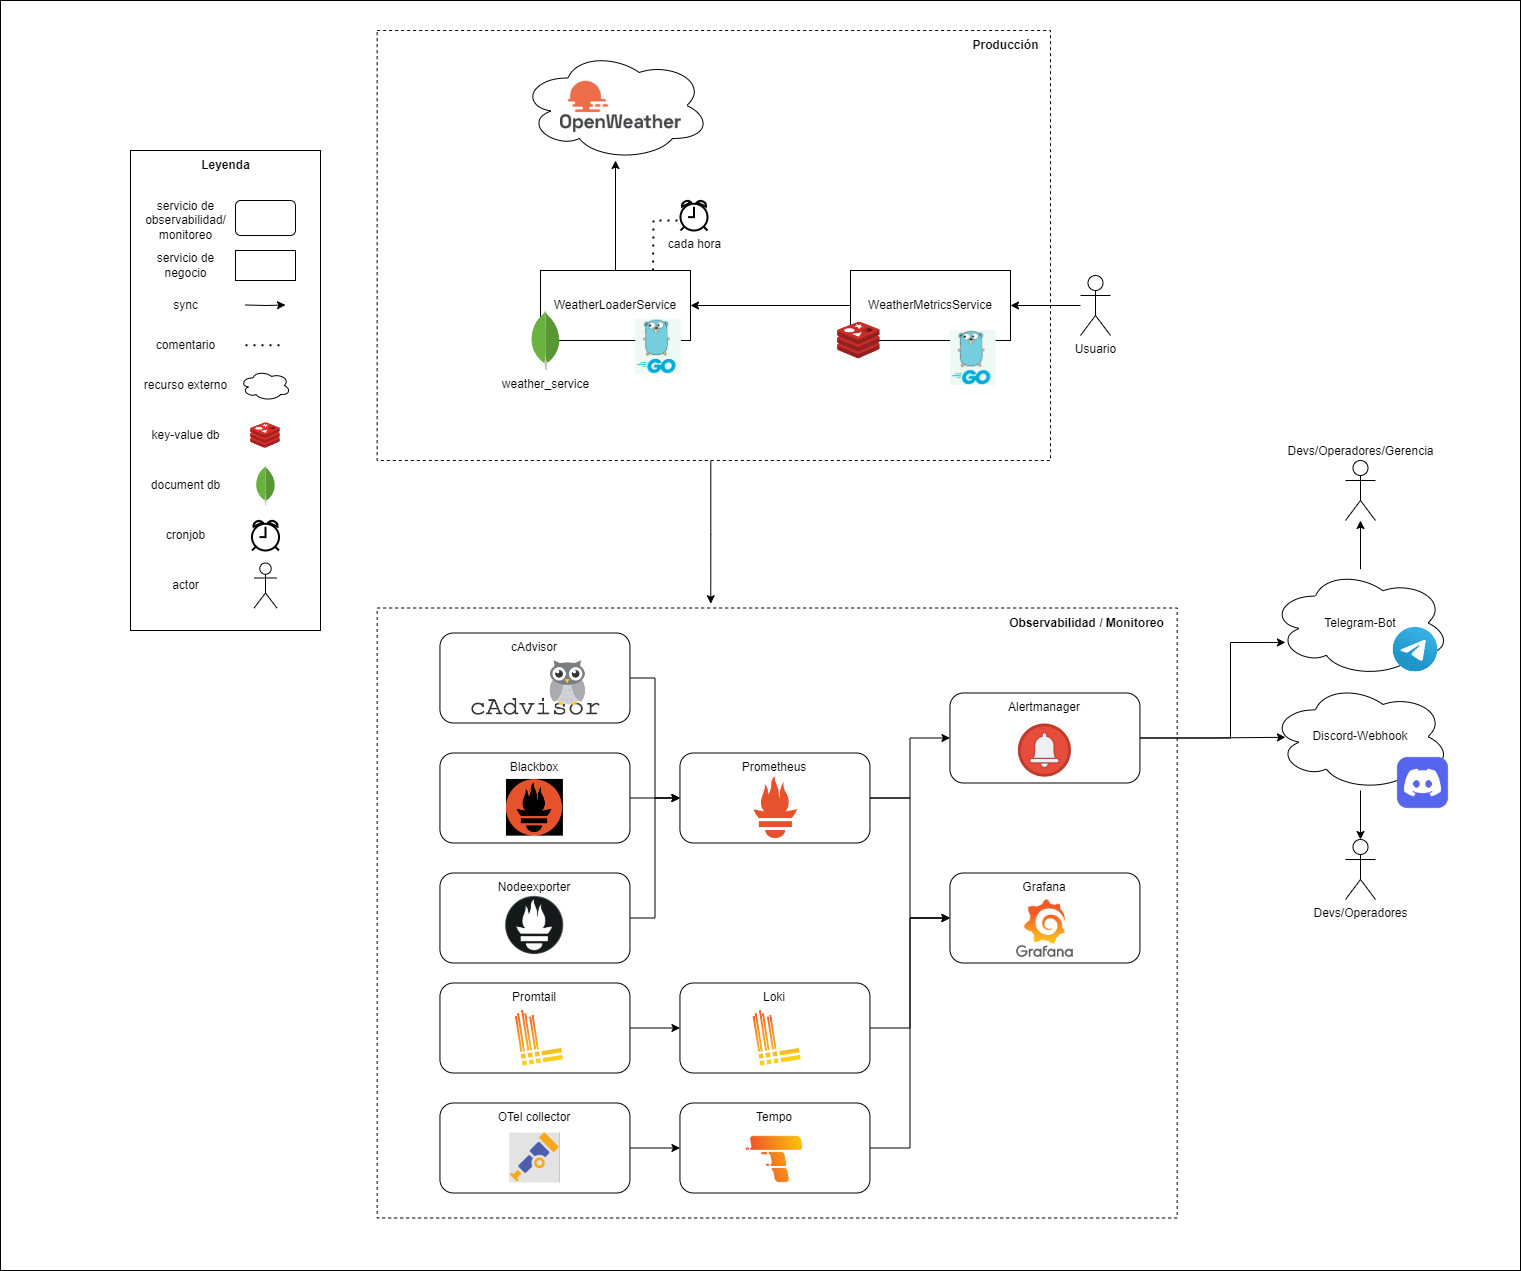 Producción
OpenWeather
cada hora
WeatherLoaderService
WeatherMetricsService
GO
GO
weather_service
Usuario
Leyenda
servicio de
observabilidad/
monitoreo
servicio de
negocio
sync
comentario
recurso externo
key-value db
document db
cronjob
actor
Observabilidad / Monitoreo
cAdvisor
cAdvisor
Blackbox
Nodeexporter
Promtail
OTel collector
Prometheus
Loki
Tempo
Alertmanager
Grafana
Grafana
Devs/Operadores/Gerencia
Telegram-Bot
Discord-Webhook
Devs/Operadores